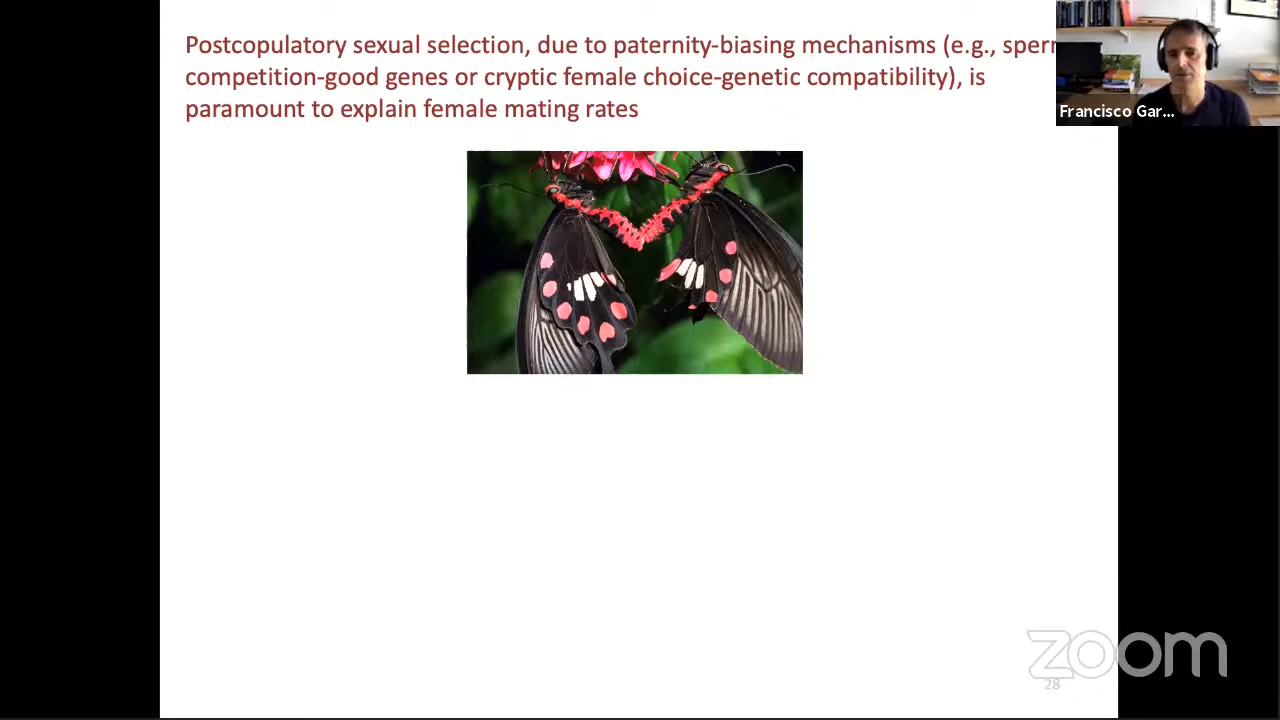 Postcopulatory sexual selection, due to paternity-biasing mechanisms (e.g.,
competition-good genes or cryptic female choice-genetic compatibility), is
paramount to explain female mating rates
Francisco Gar...
zoom
28